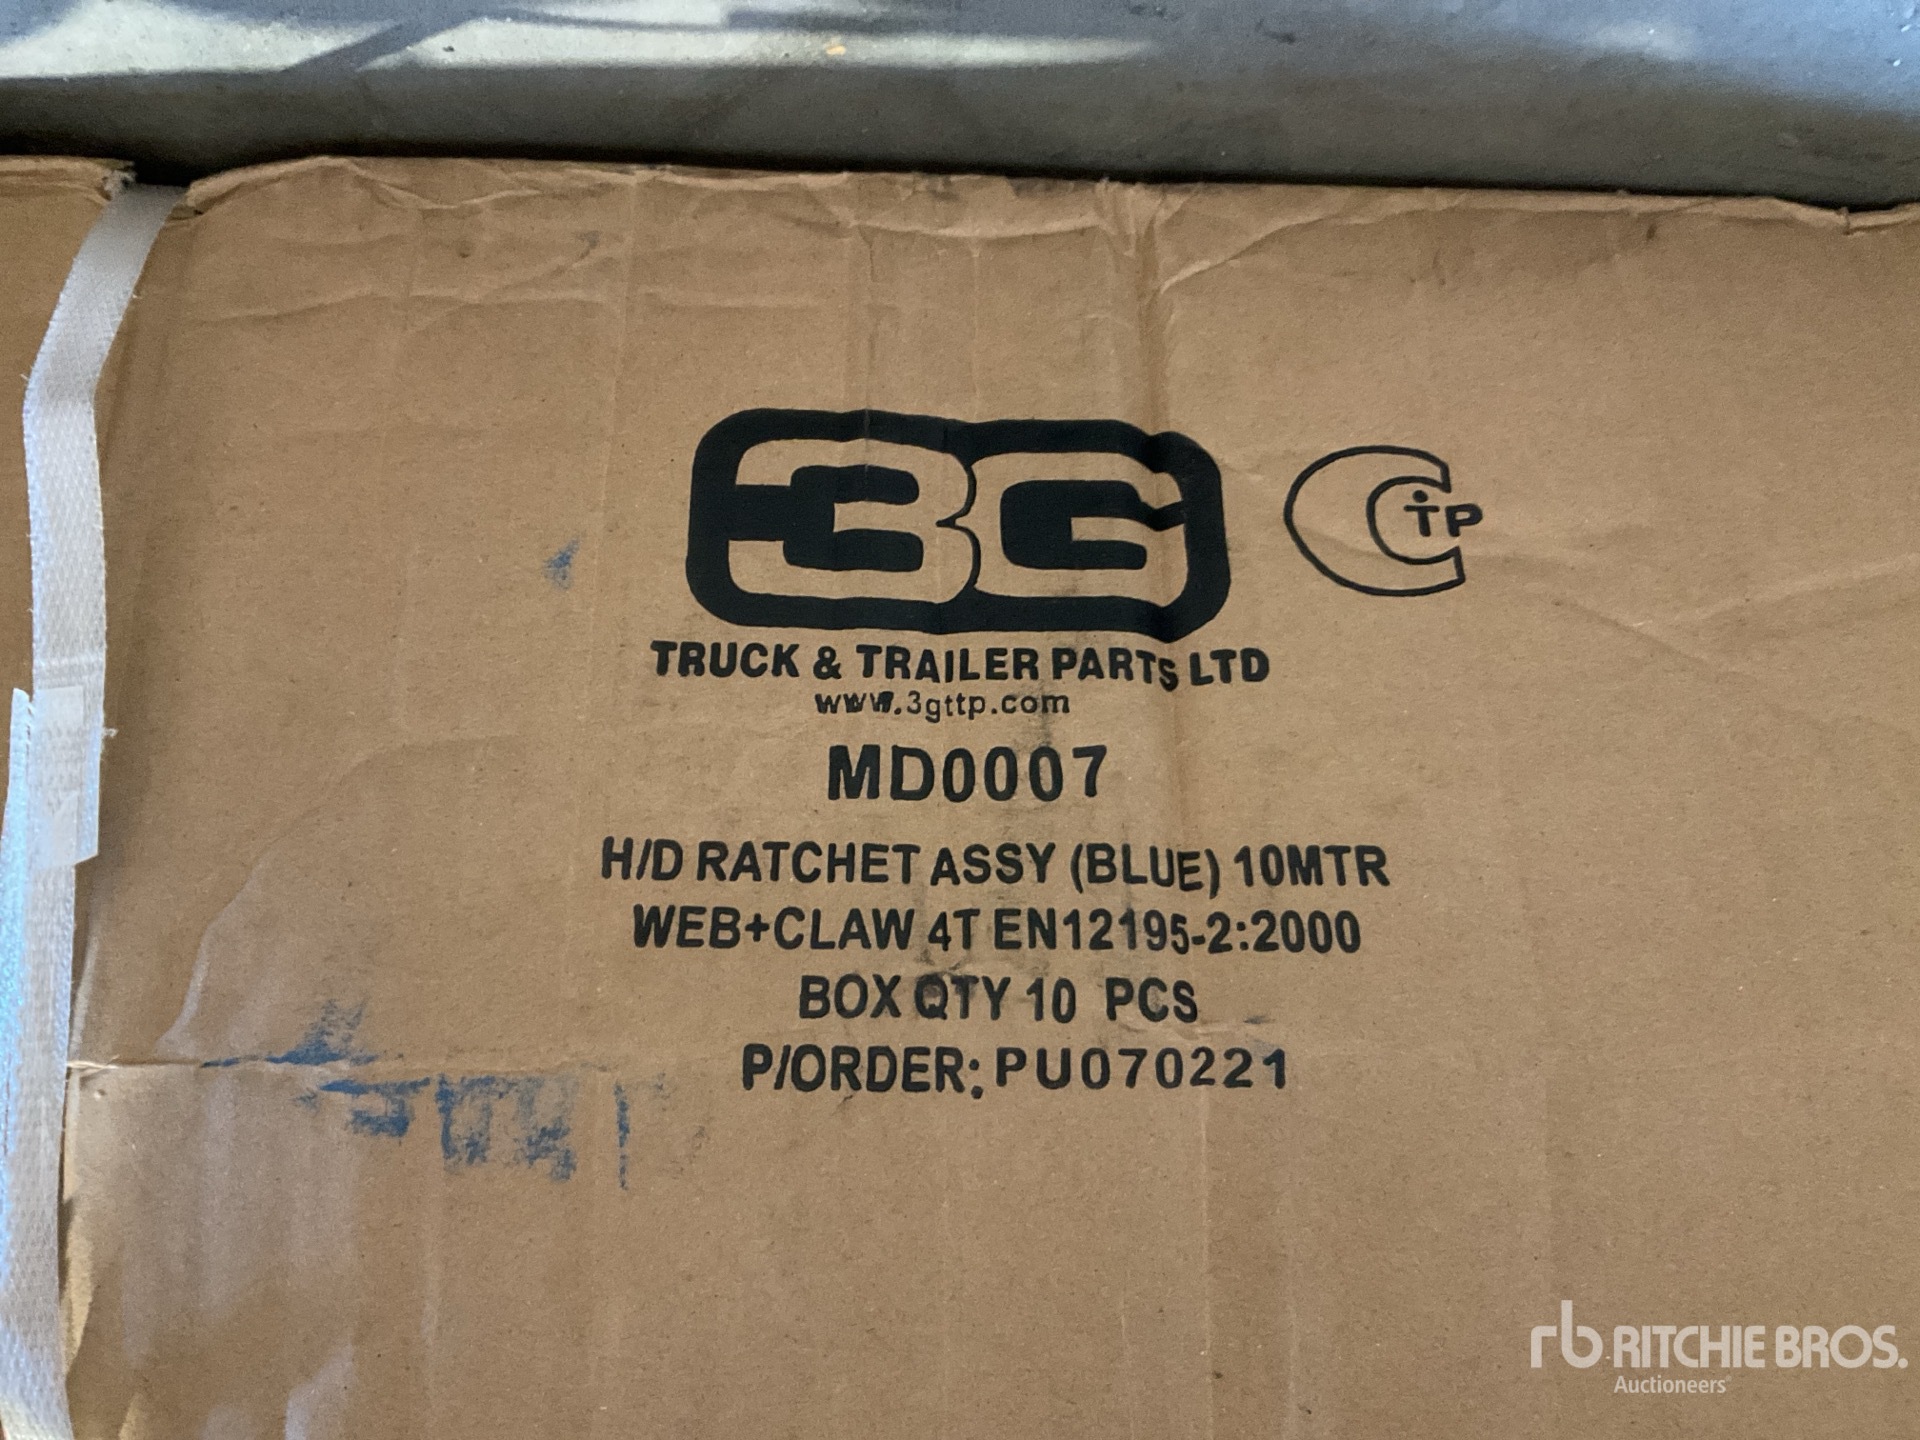 3G
CTP
TRUCK & TRAILER PARTS LTD
www.3gttp.com
MD0007
H/D RATCHET ASSY (BLUE) 10MTR
WEB+CLAW 4T EN12195-2:2000
BOX QTY 10 PCS
P/ORDER: PU070221
rb RITCHIE BROS.
Auctioneers